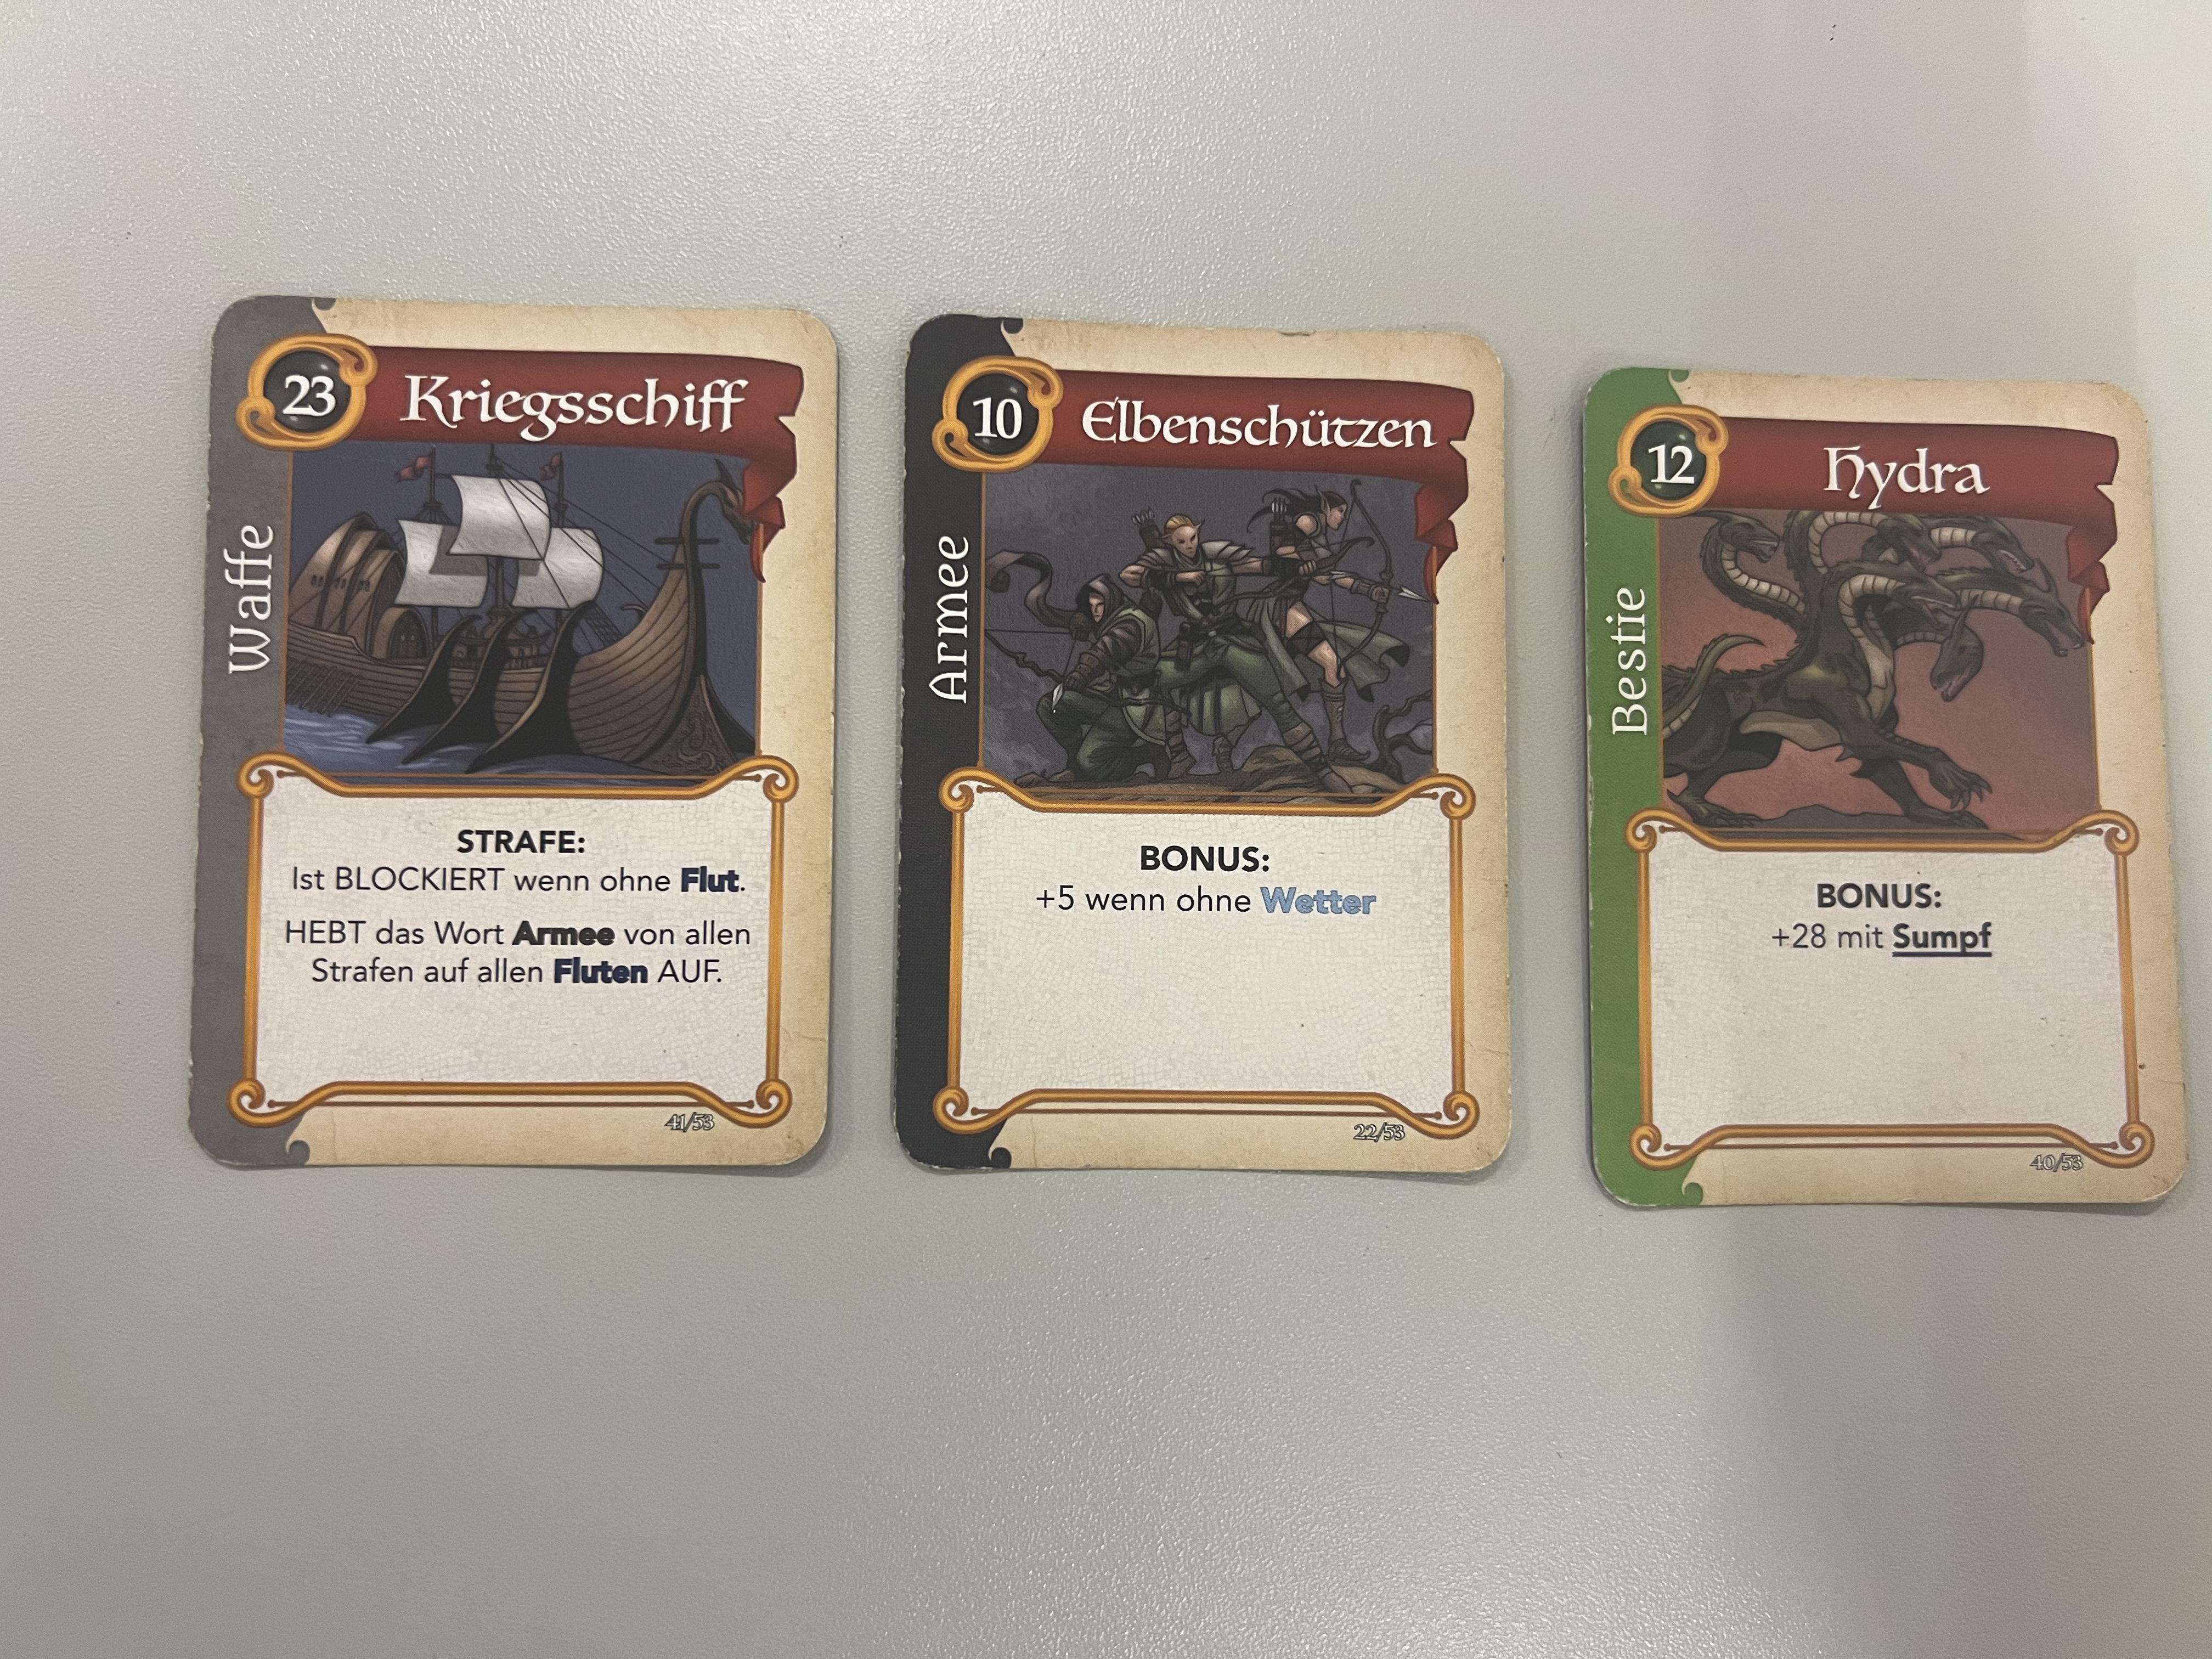 23
Kriegsschiff
Waffe
STRAFE:
Ist BLOCKIERT wenn ohne Flut.
HEBT das Wort Armee von allen
Strafen auf allen Fluten AUF.
41/53
10
Elbenschützen
Armee
BONUS:
+5 wenn ohne Wetter
22/53
12
Hydra
Bestie
BONUS:
+28 mit Sumpf
40/53